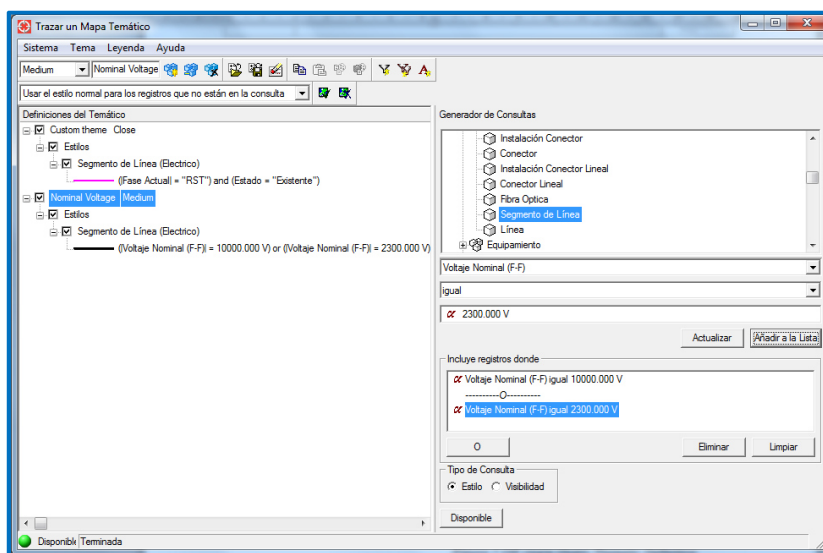 Trazar un Mapa Temático
Sistema Tema Leyenda Ayuda
Medium Nominal Voltage
Usar el estilo normal para los registros que no están en la consulta
Definiciones del Temático
Custom theme Close
Estilos
Segmento de Línea (Electrico)
(|Fase Actual| = "RST") and (Estado = "Existente")
Nominal Voltage Medium
Estilos
Segmento de Línea (Electrico)
(|Voltaje Nominal (F-F)| = 10000.000 V) or (|Voltaje Nominal (F-F)| = 2300.000 V)
Generador de Consultas
Instalación Conector
Conector
Instalación Conector Lineal
Conector Lineal
Fibra Optica
Segmento de Línea
Línea
Equipamiento
Voltaje Nominal (F-F)
igual
α 2300.000 V
Actualizar Añadir a la Lista
Incluye registros donde
α Voltaje Nominal (F-F) igual 10000.000 V
----------O----------
α Voltaje Nominal (F-F) igual 2300.000 V
O Eliminar Limpiar
Tipo de Consulta
Estilo Visibilidad
Disponible
Disponible Terminada